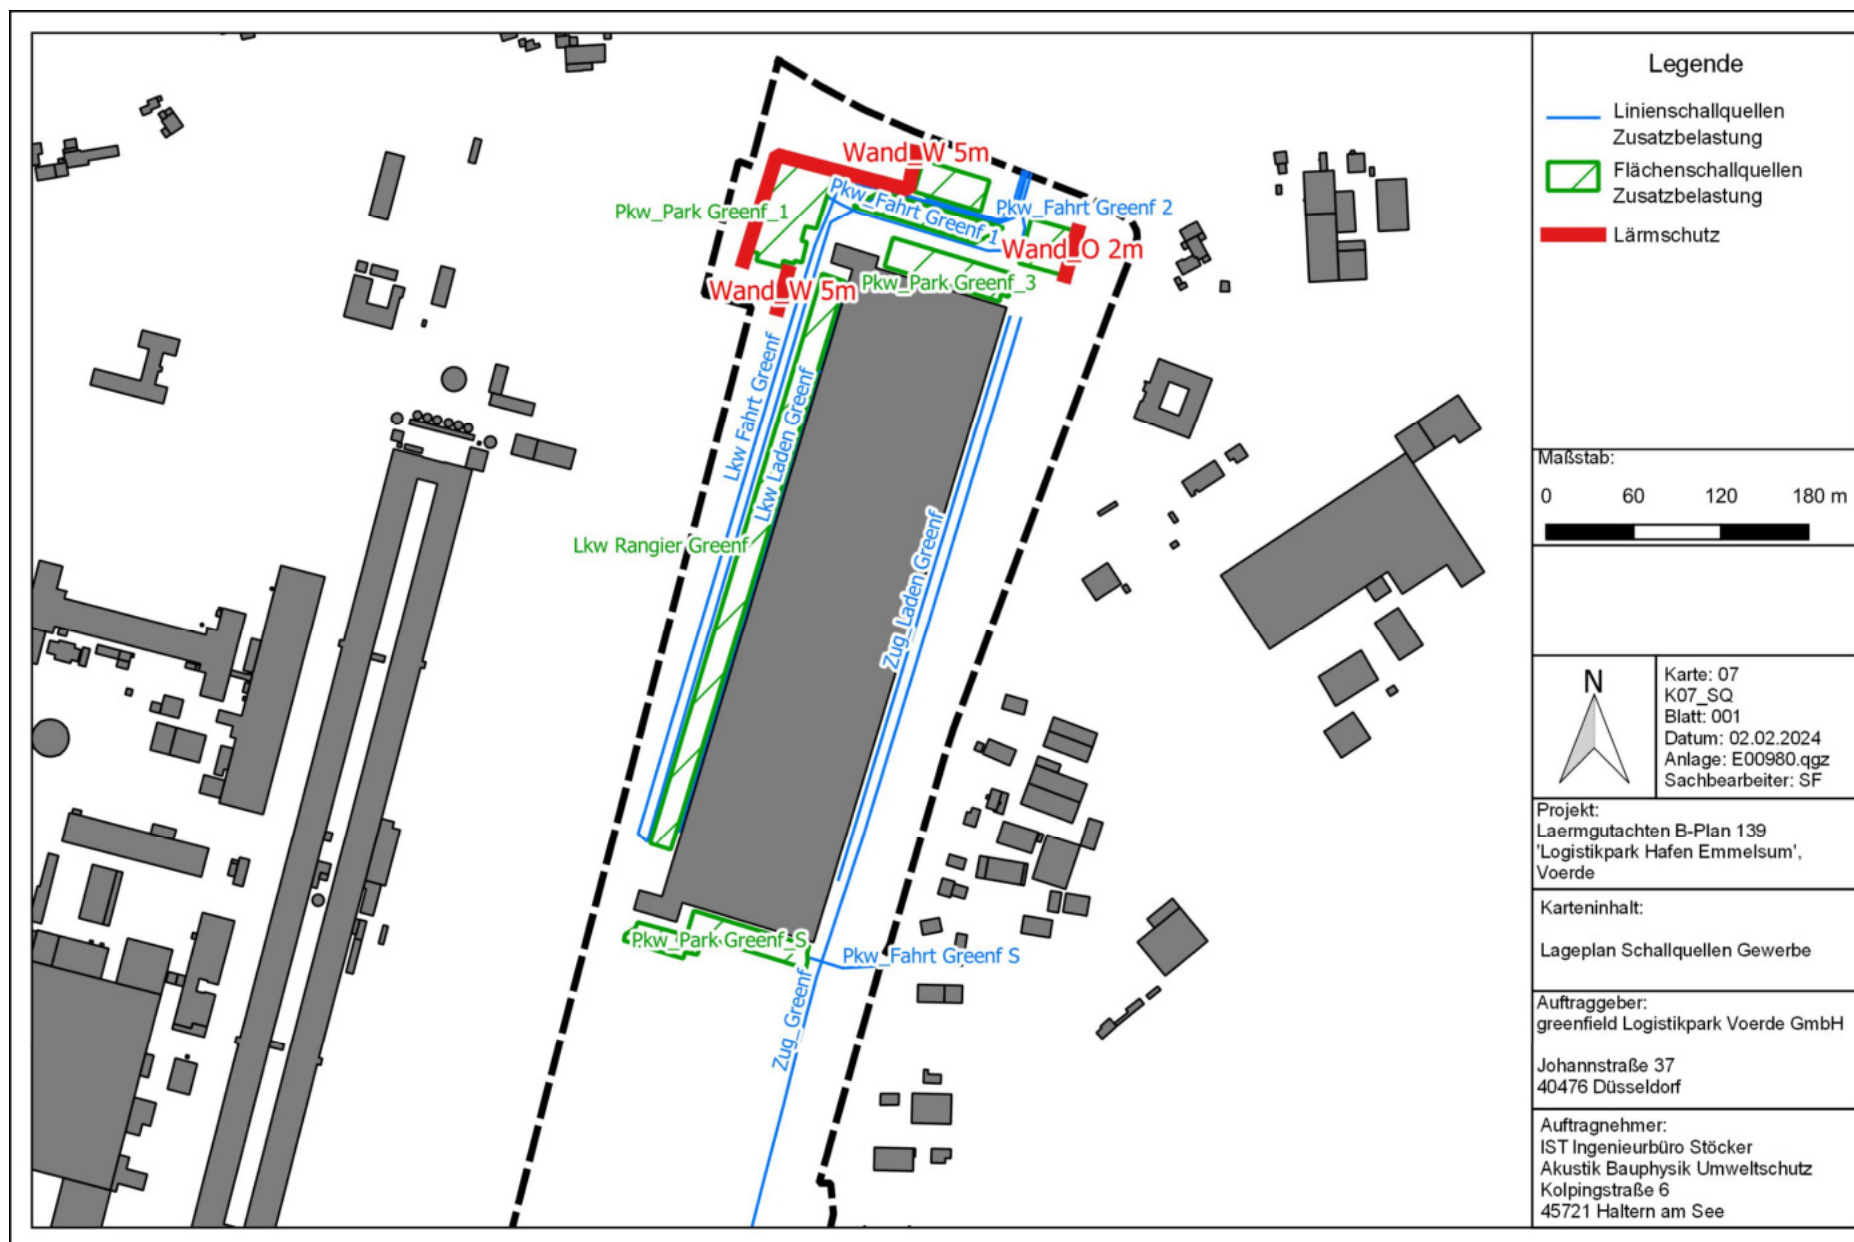 Wand_W 5m
Pkw_Fahrt Greenf 1
Pkw_Fahrt Greenf 2
Pkw_Park Greenf_1
Wand_O 2m
Wand_W 5m
Pkw_Park Greenf_3
Lkw Fahrt Greenf
Lkw Laden Greenf
Lkw Rangier Greenf
Zug_Laden Greenf
Pkw_Park Greenf_S
Pkw_Fahrt Greenf S
Zug_Greenf
Legende
Linienschallquellen
Zusatzbelastung
Flächenschallquellen
Zusatzbelastung
Lärmschutz
Maßstab:
0 60 120 180 m
N
Karte: 07
K07_SQ
Blatt: 001
Datum: 02.02.2024
Anlage: E00980.qgz
Sachbearbeiter: SF
Projekt:
Laermgutachten B-Plan 139
'Logistikpark Hafen Emmelsum',
Voerde
Karteninhalt:
Lageplan Schallquellen Gewerbe
Auftraggeber:
greenfield Logistikpark Voerde GmbH
Johannstraße 37
40476 Düsseldorf
Auftragnehmer:
IST Ingenieurbüro Stöcker
Akustik Bauphysik Umweltschutz
Kolpingstraße 6
45721 Haltern am See